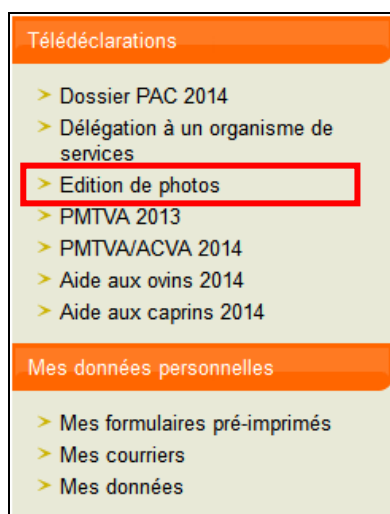 Télédéclarations
> Dossier PAC 2014
> Délégation à un organisme de
services
> Edition de photos
> PMTVA 2013
> PMTVA/ACVA 2014
> Aide aux ovins 2014
> Aide aux caprins 2014
Mes données personnelles
> Mes formulaires pré-imprimés
> Mes courriers
> Mes données